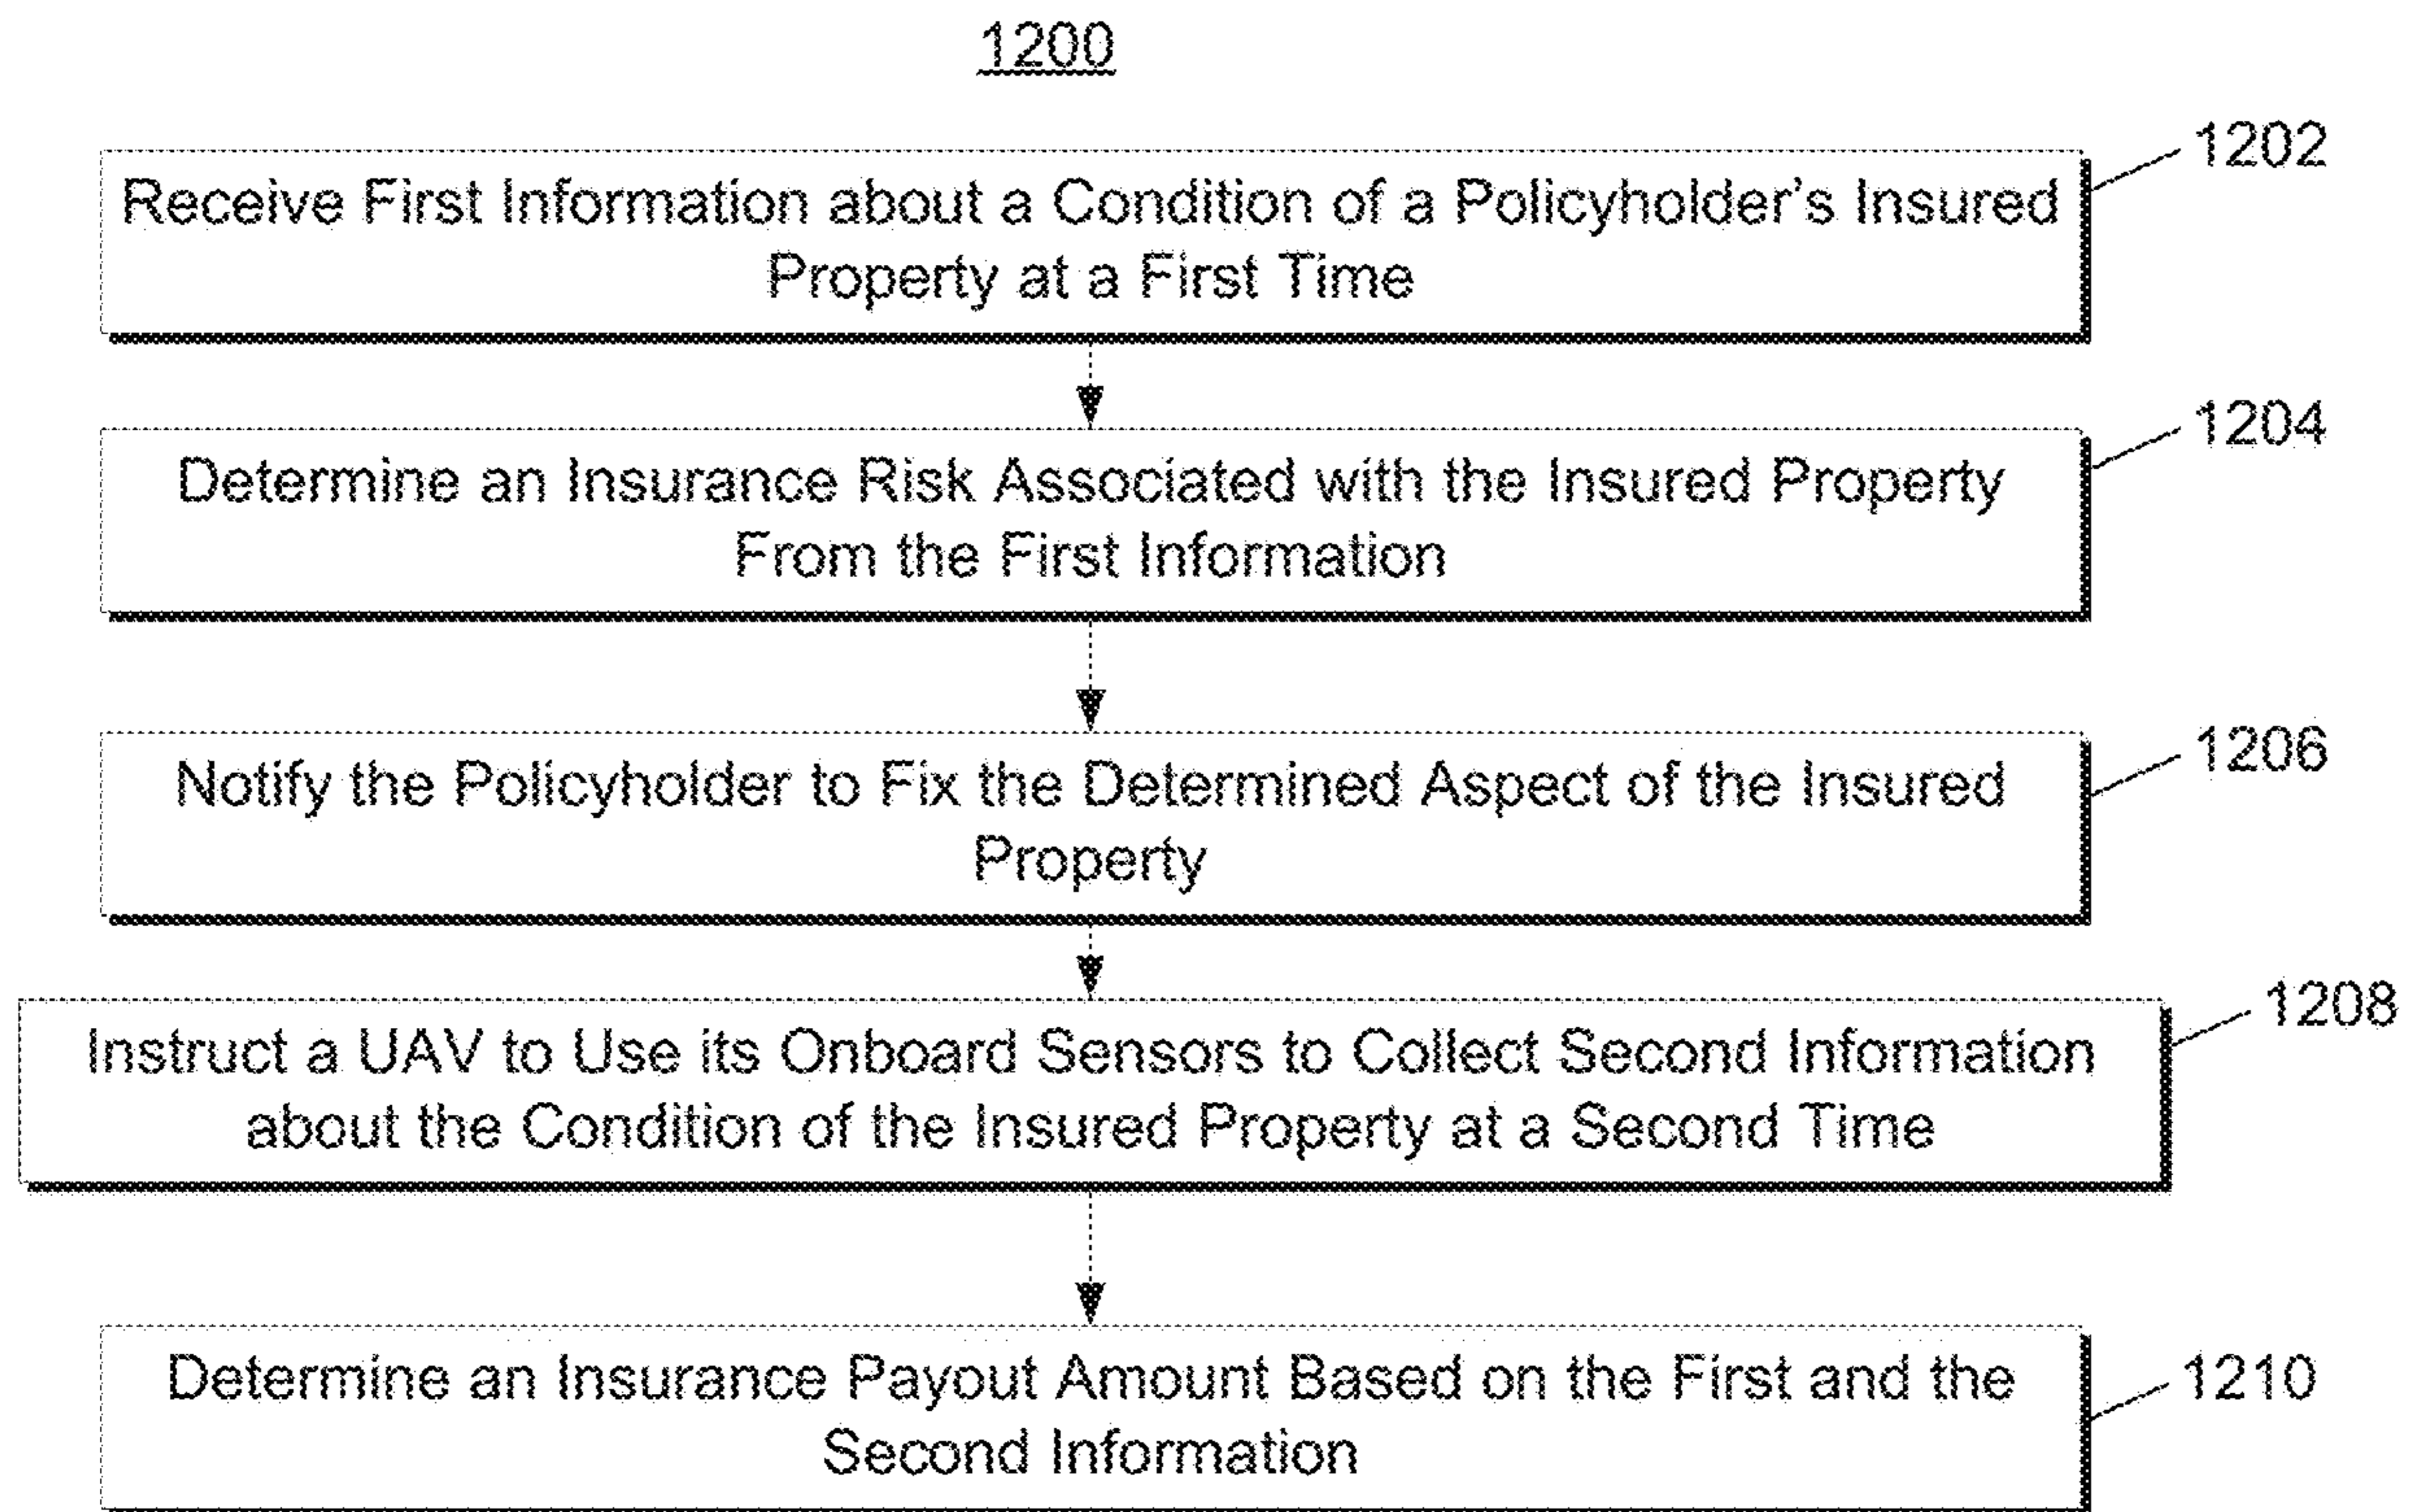 1200
1202
Receive First Information about a Condition of a Policyholder's Insured
Property at a First Time
1204
Determine an Insurance Risk Associated with the Insured Property
From the First Information
1206
Notify the Policyholder to Fix the Determined Aspect of the Insured
Property
1208
Instruct a UAV to Use its Onboard Sensors to Collect Second Information
about the Condition of the Insured Property at a Second Time
1210
Determine an Insurance Payout Amount Based on the First and the
Second Information